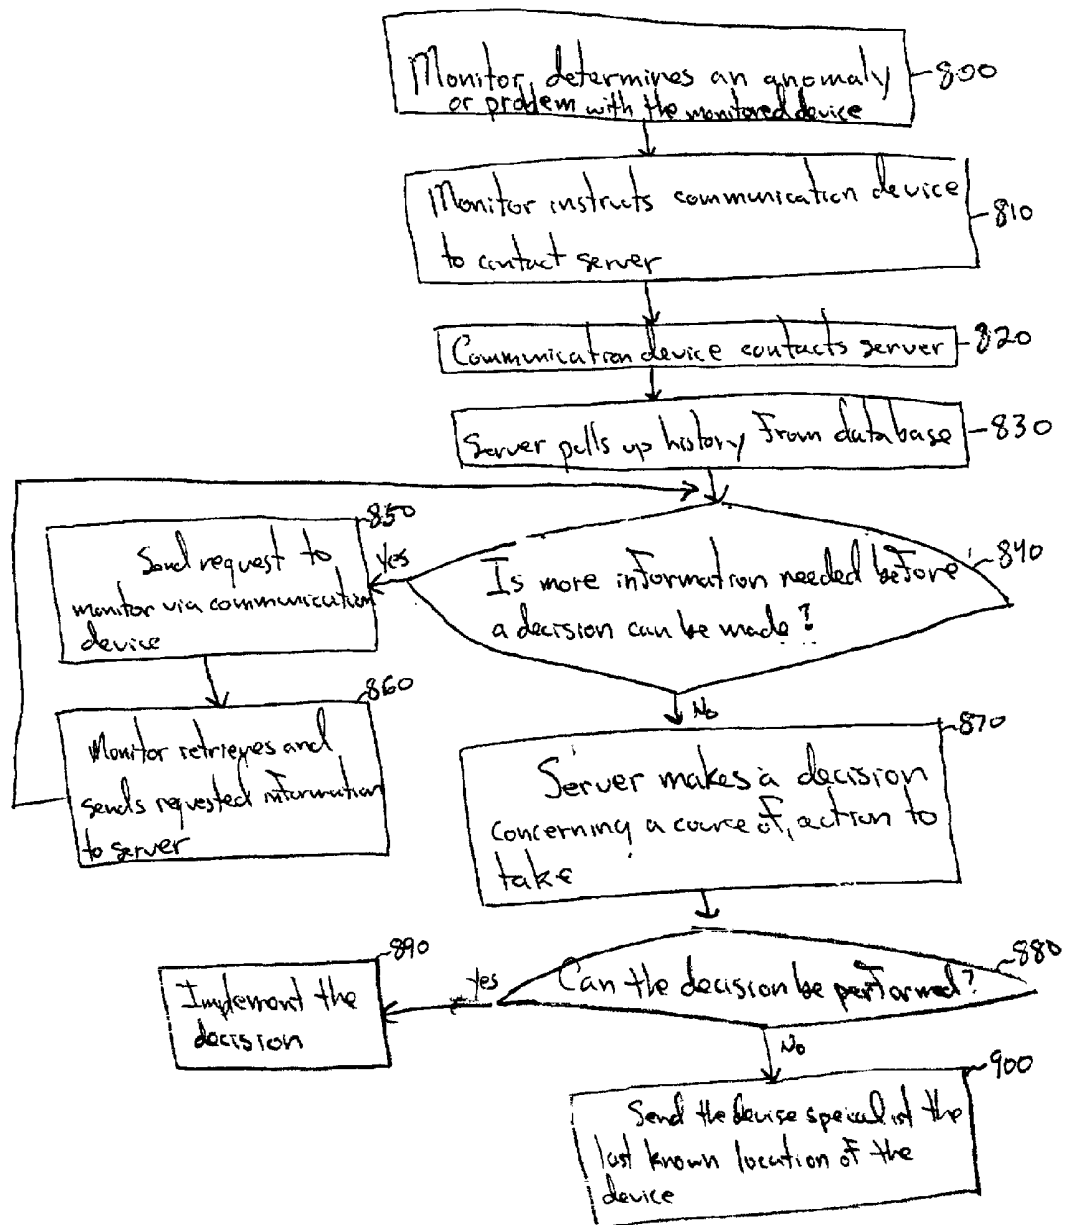 Monitor determines an anomaly
or problem with the monitored device
800
Monitor instructs communication device
to contact server
810
Communication device contacts server
820
Server pulls up history from database
830
Is more information needed before
a decision can be made?
840
Yes
850
Send request to
monitor via communication
device
860
Monitor retrieves and
sends requested information
to server
No
870
Server makes a decision
concerning a course of action to
take
Can the decision be performed?
880
Yes
890
Implement the
decision
No
900
Send the device specialist the
last known location of the
device